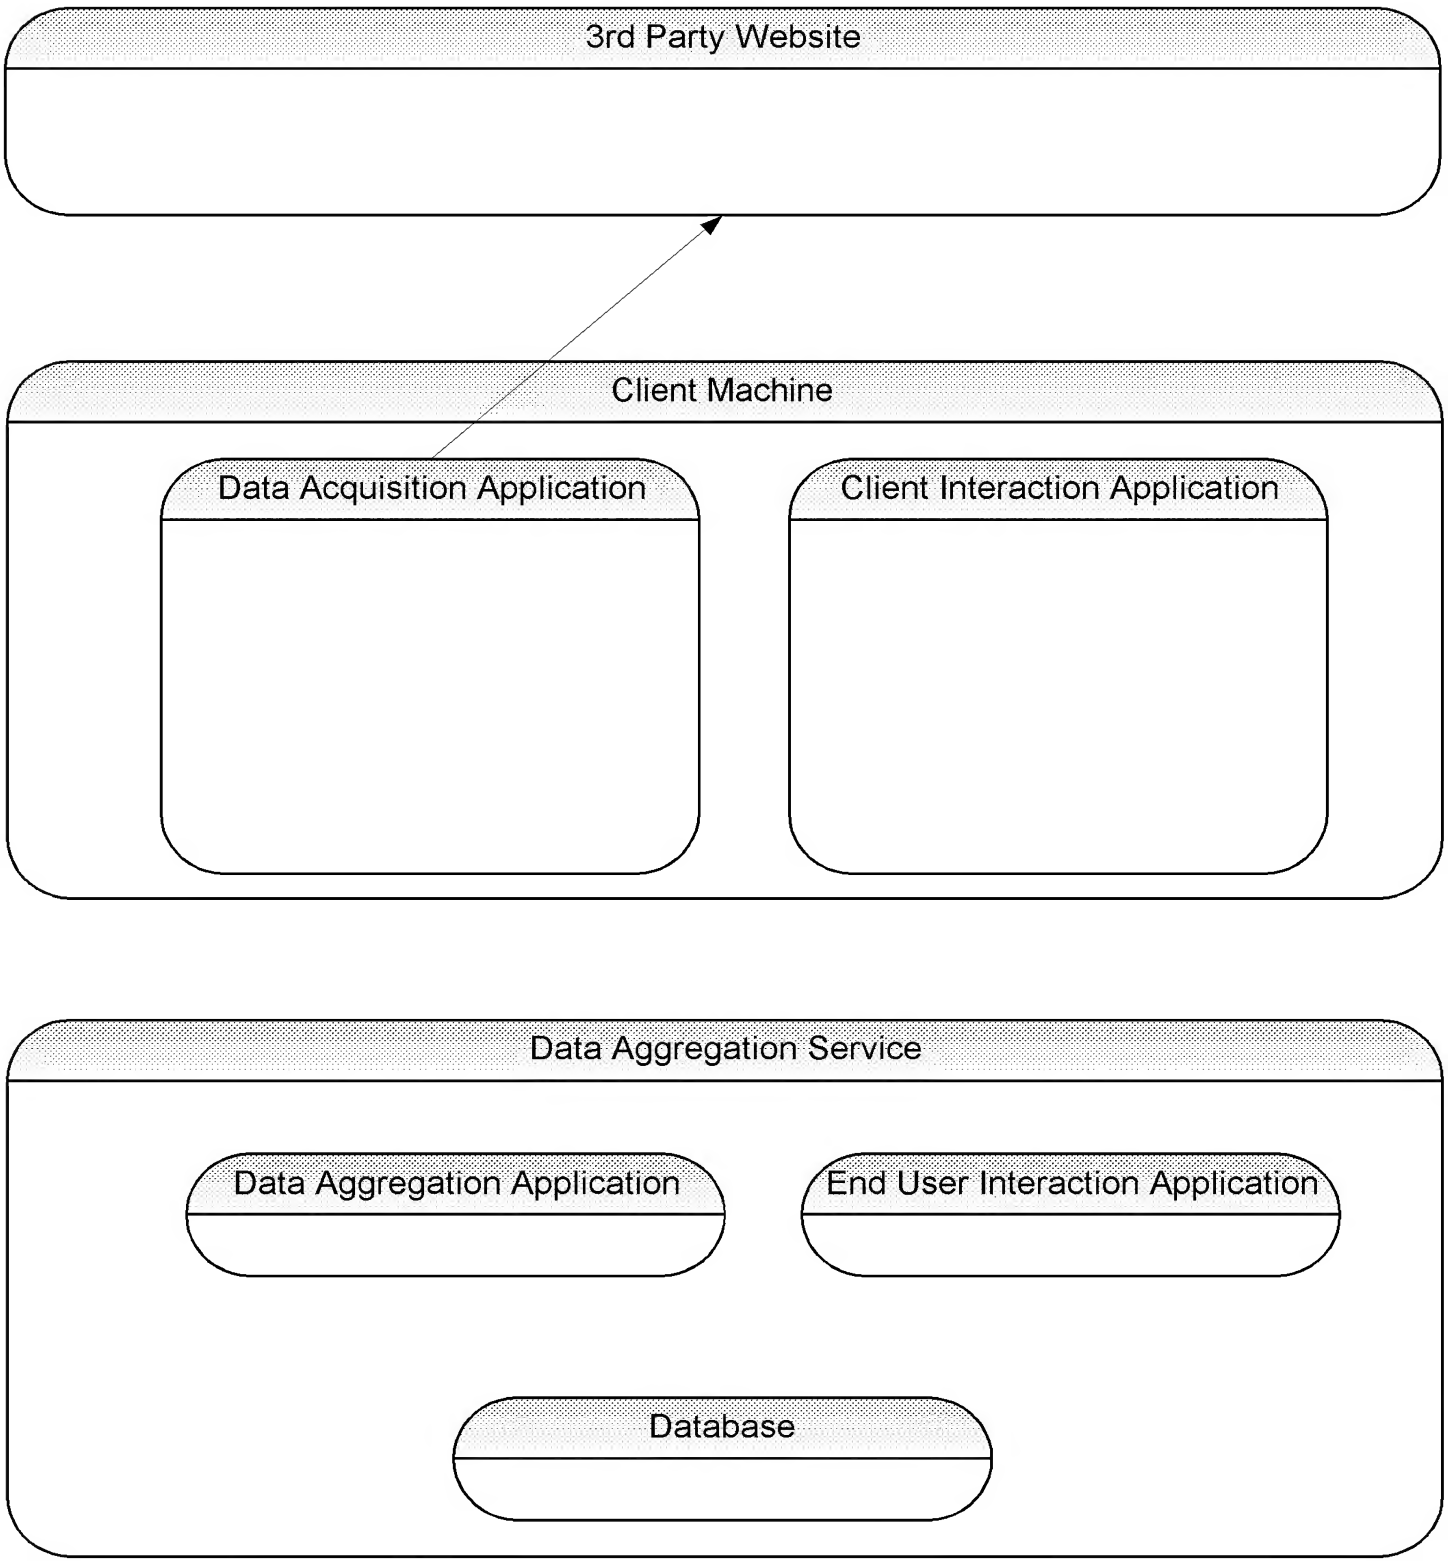 3rd Party Website
Client Machine
Data Acquisition Application
Client Interaction Application
Data Aggregation Service
Data Aggregation Application
End User Interaction Application
Database